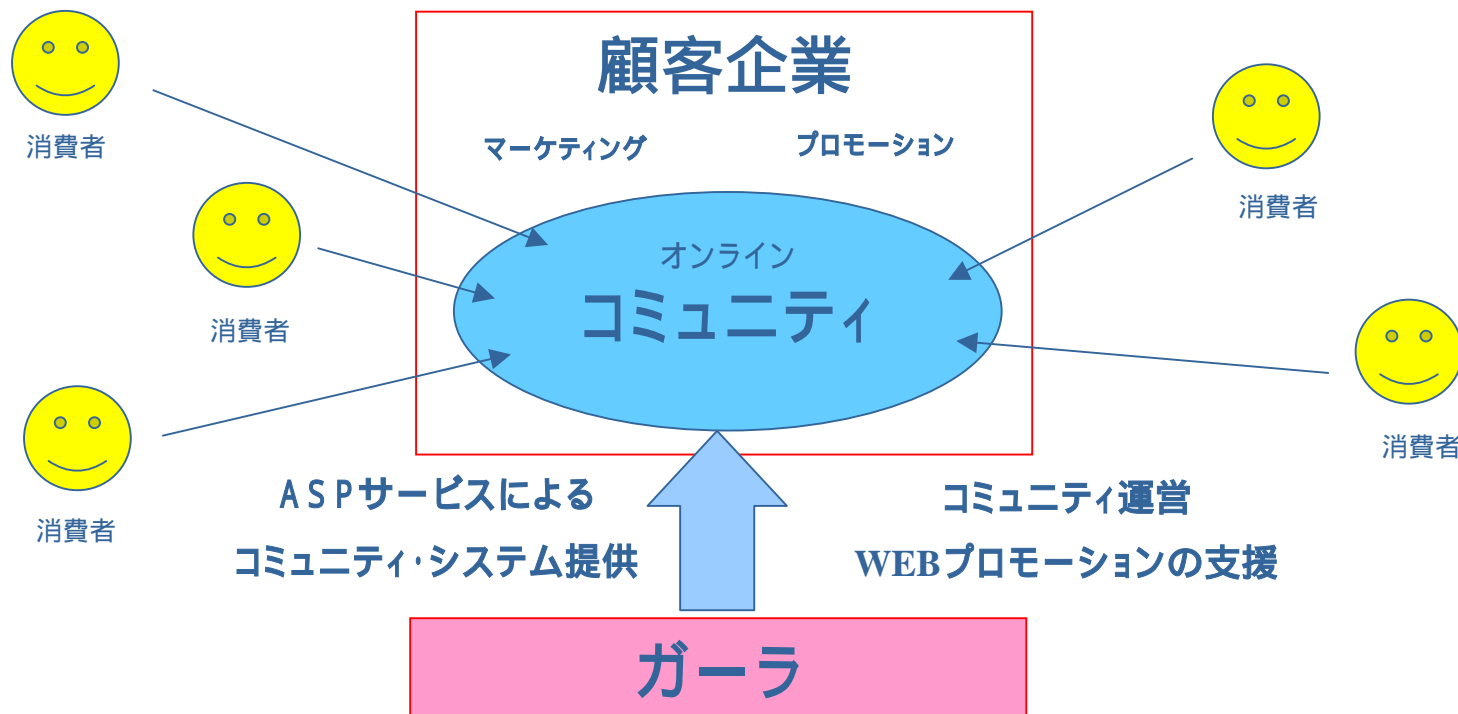 顧客企業
マーケティング
プロモーション
消費者
消費者
消費者
オンライン
コミュニティ
消費者
消費者
消費者
ASPサービスによる
コミュニティ・システム提供
コミュニティ運営
WEBプロモーションの支援
ガーラ